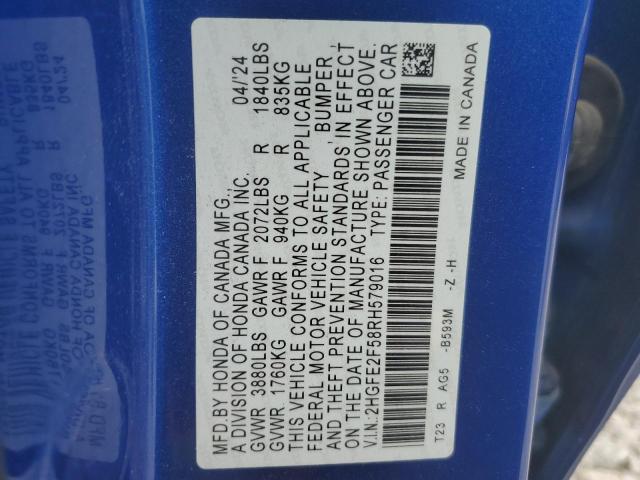 MFD.BY HONDA OF CANADA MFG., 04/'24
A DIVISION OF HONDA CANADA INC.
GVWR 3880LBS GAWR F 2072LBS R 1840LBS
GVWR 1760KG GAWR F 940KG R 835KG
THIS VEHICLE CONFORMS TO ALL APPLICABLE
FEDERAL MOTOR VEHICLE SAFETY , BUMPER ,
AND THEFT PREVENTION STANDARDS IN EFFECT
ON THE DATE OF MANUFACTURE SHOWN ABOVE.
V.I.N.:2HGFE2F58RH579016 TYPE: PASSENGER CAR
T23 R AG5 -B593M -Z -H MADE IN CANADA